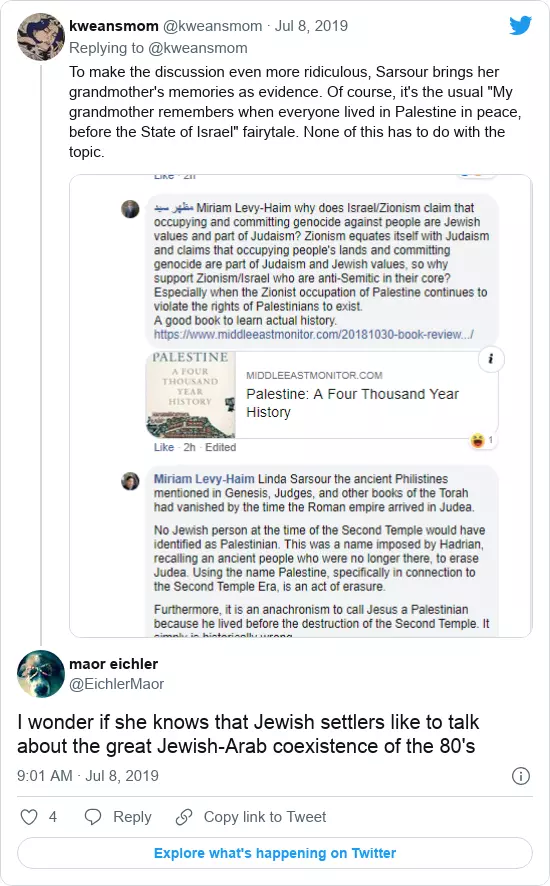 kweansmom @kweansmom · Jul 8, 2019
Replying to @kweansmom
To make the discussion even more ridiculous, Sarsour brings her
grandmother's memories as evidence. Of course, it's the usual "My
grandmother remembers when everyone lived in Palestine in peace,
before the State of Israel" fairytale. None of this has to do with the
topic.
Like · 2h
مظهر سيد Miriam Levy-Haim why does Israel/Zionism claim that
occupying and committing genocide against people are Jewish
values and part of Judaism? Zionism equates itself with Judaism
and claims that occupying people's lands and committing
genocide are part of Judaism and Jewish values, so why
support Zionism/Israel who are anti-Semitic in their core?
Especially when the Zionist occupation of Palestine continues to
violate the rights of Palestinians to exist.
A good book to learn actual history.
https://www.middleeastmonitor.com/20181030-book-review.../
PALESTINE
A FOUR
THOUSAND
YEAR
HISTORY
MIDDLEEASTMONITOR.COM
Palestine: A Four Thousand Year
History
i
Like · 2h · Edited
1
Miriam Levy-Haim Linda Sarsour the ancient Philistines
mentioned in Genesis, Judges, and other books of the Torah
had vanished by the time the Roman empire arrived in Judea.
No Jewish person at the time of the Second Temple would have
identified as Palestinian. This was a name imposed by Hadrian,
recalling an ancient people who were no longer there, to erase
Judea. Using the name Palestine, specifically in connection to
the Second Temple Era, is an act of erasure.
Furthermore, it is an anachronism to call Jesus a Palestinian
because he lived before the destruction of the Second Temple. It
simply is historically wrong
maor eichler
@EichlerMaor
I wonder if she knows that Jewish settlers like to talk
about the great Jewish-Arab coexistence of the 80's
9:01 AM · Jul 8, 2019
4 Reply Copy link to Tweet
Explore what's happening on Twitter